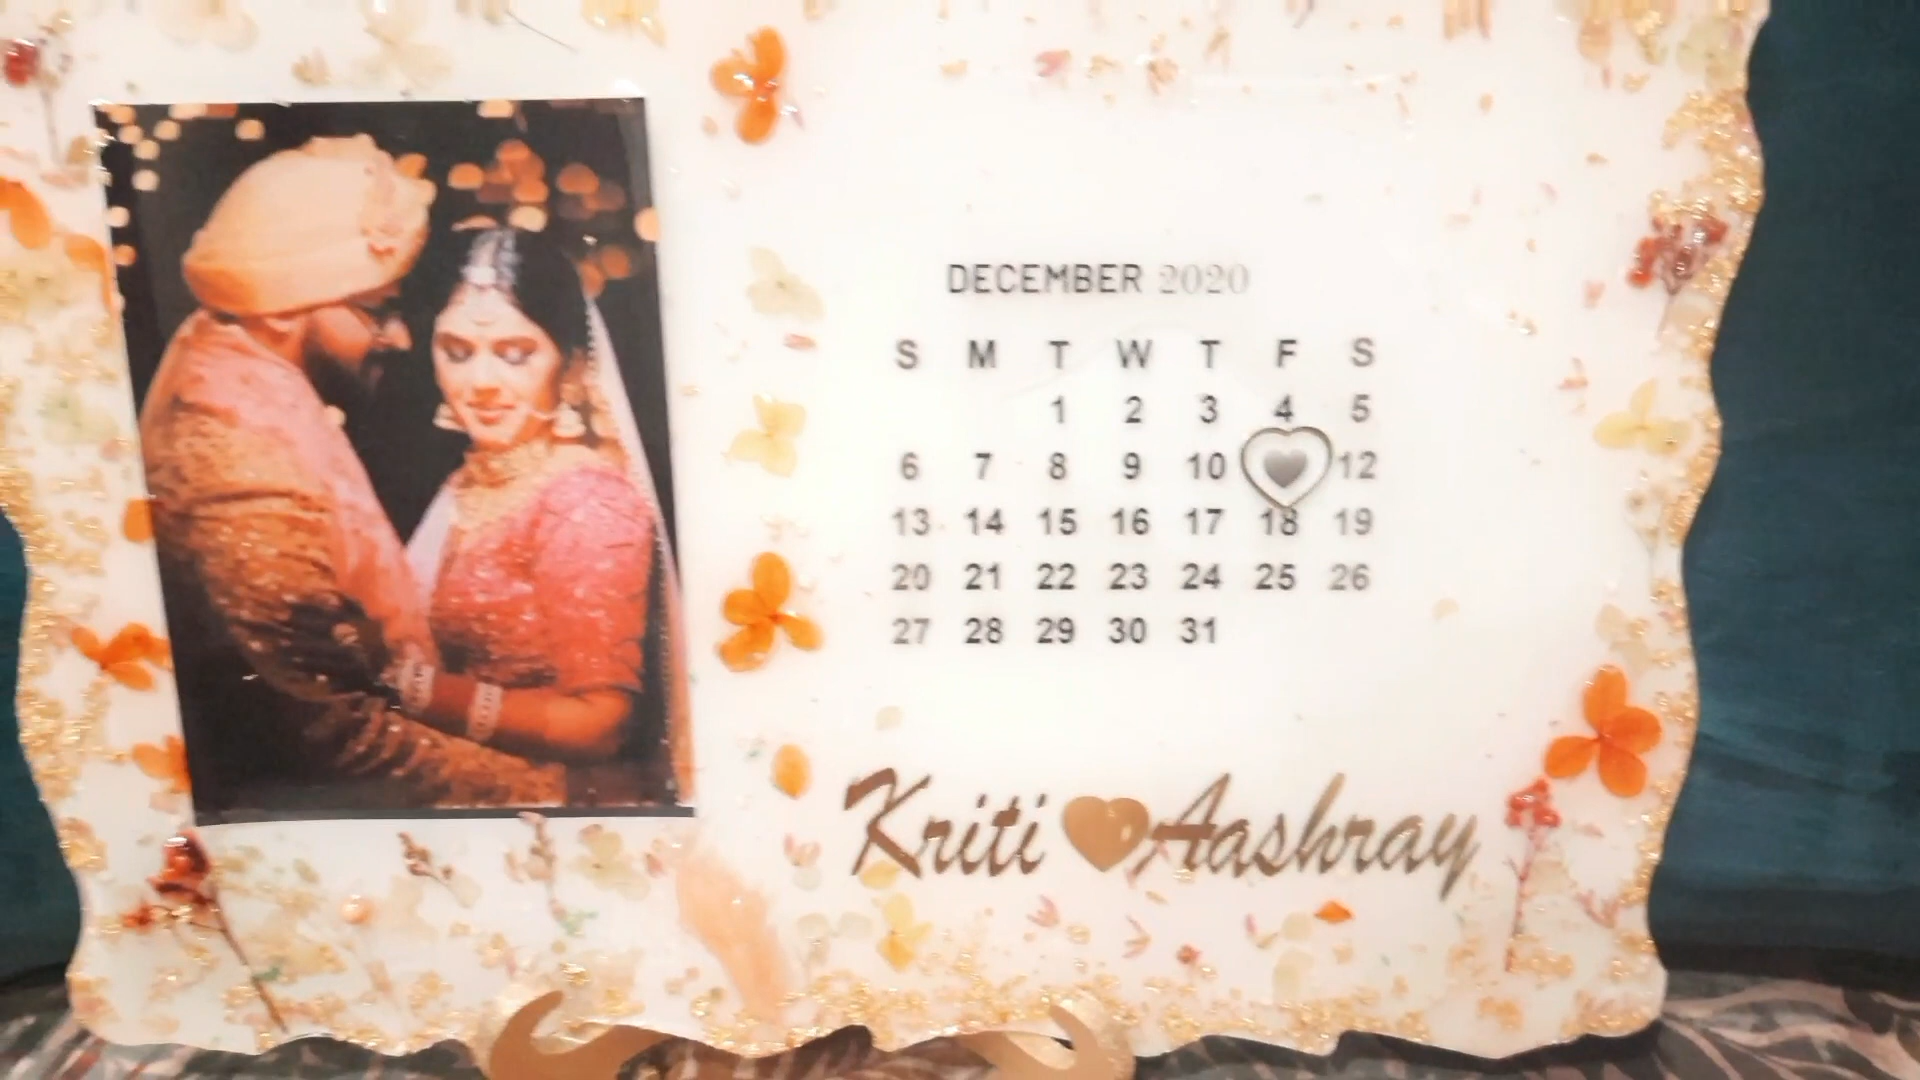 DECEMBER 2020
S M T W T F S
1 2 3 4 5
6 7 8 9 10 12
13 14 15 16 17 18 19
20 21 22 23 24 25 26
27 28 29 30 31
Kriti Aashray